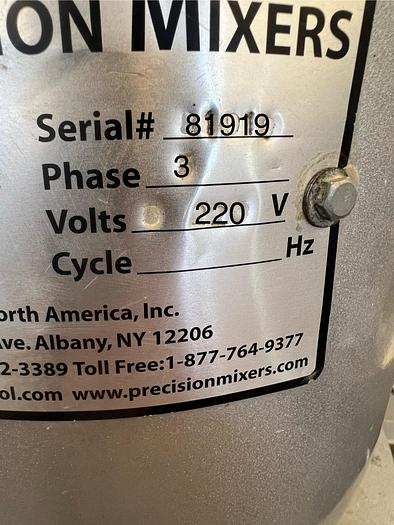 ION MIXERS
Serial# 81919
Phase 3
Volts 220 V
Cycle Hz
orth America, Inc.
Ave. Albany, NY 12206
2-3389 Toll Free:1-877-764-9377
ol.com www.precisionmixers.com